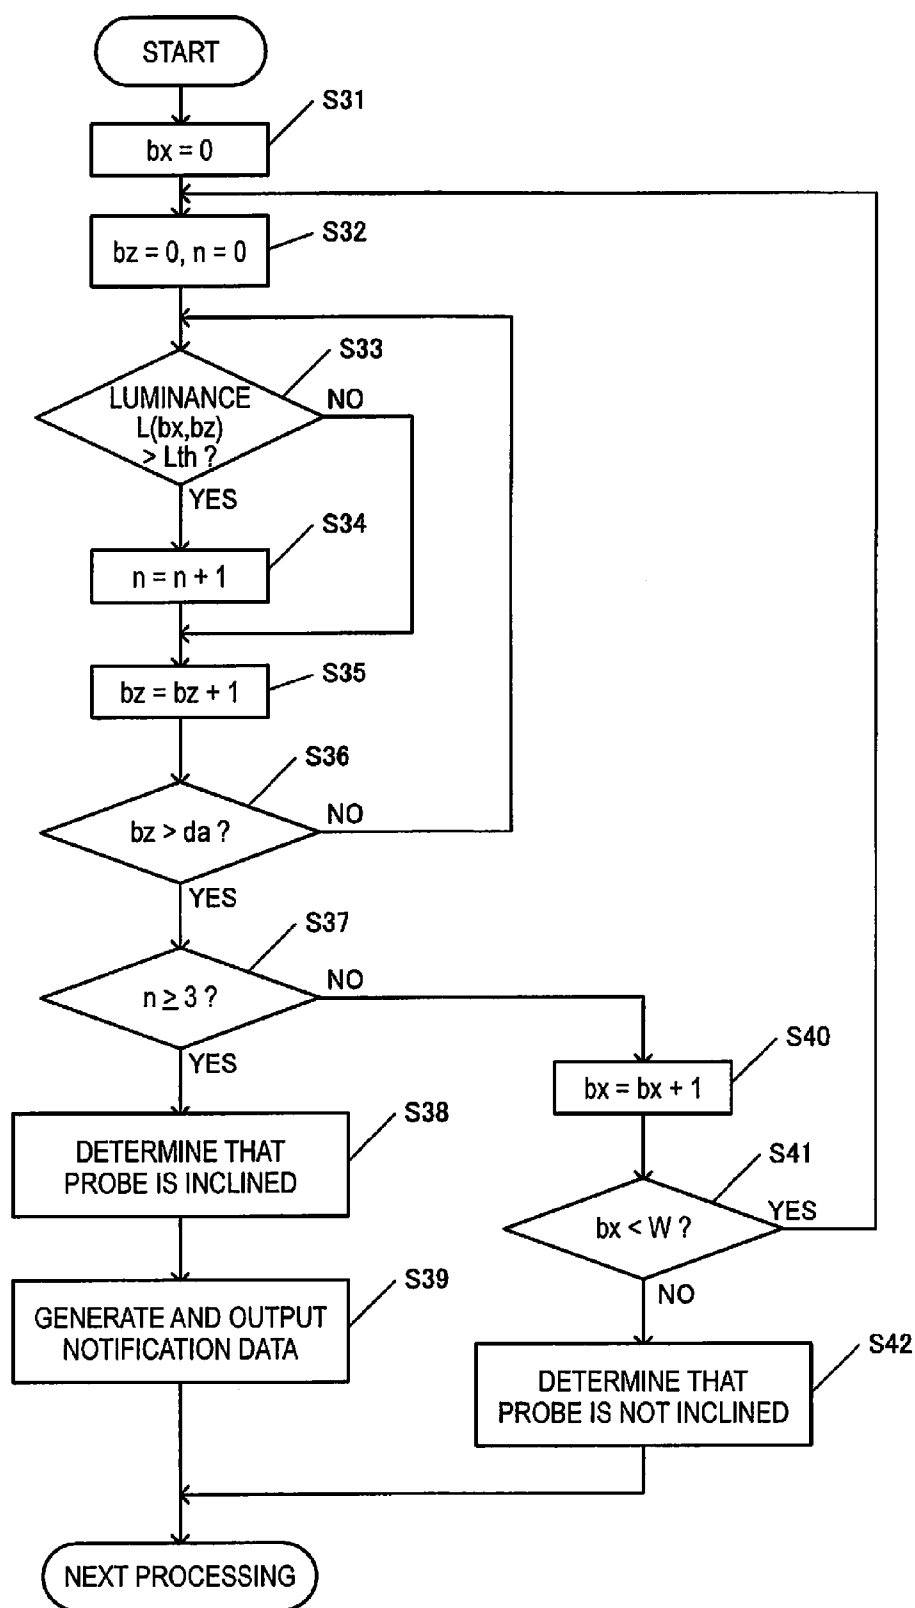 START
S31
bx = 0
S32
bz = 0, n = 0
S33
LUMINANCE
L(bx,bz)
> Lth ?
NO
YES
S34
n = n + 1
S35
bz = bz + 1
S36
bz > da ?
NO
YES
S37
n ≥ 3 ?
NO
YES
S40
bx = bx + 1
S38
DETERMINE THAT
PROBE IS INCLINED
S41
bx < W ?
YES
NO
S39
GENERATE AND OUTPUT
NOTIFICATION DATA
S42
DETERMINE THAT
PROBE IS NOT INCLINED
NEXT PROCESSING